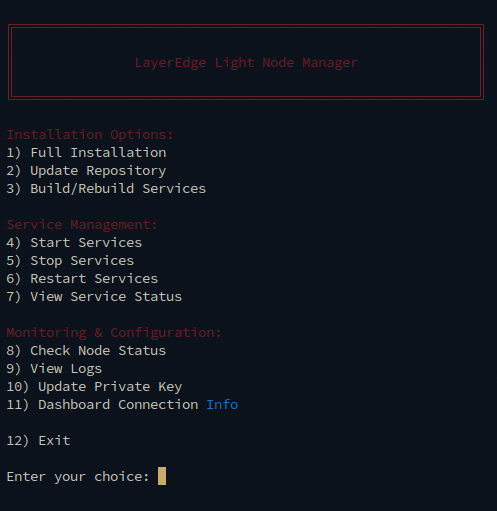 LayerEdge Light Node Manager
Installation Options:
1) Full Installation
2) Update Repository
3) Build/Rebuild Services
Service Management:
4) Start Services
5) Stop Services
6) Restart Services
7) View Service Status
Monitoring & Configuration:
8) Check Node Status
9) View Logs
10) Update Private Key
11) Dashboard Connection Info
12) Exit
Enter your choice: